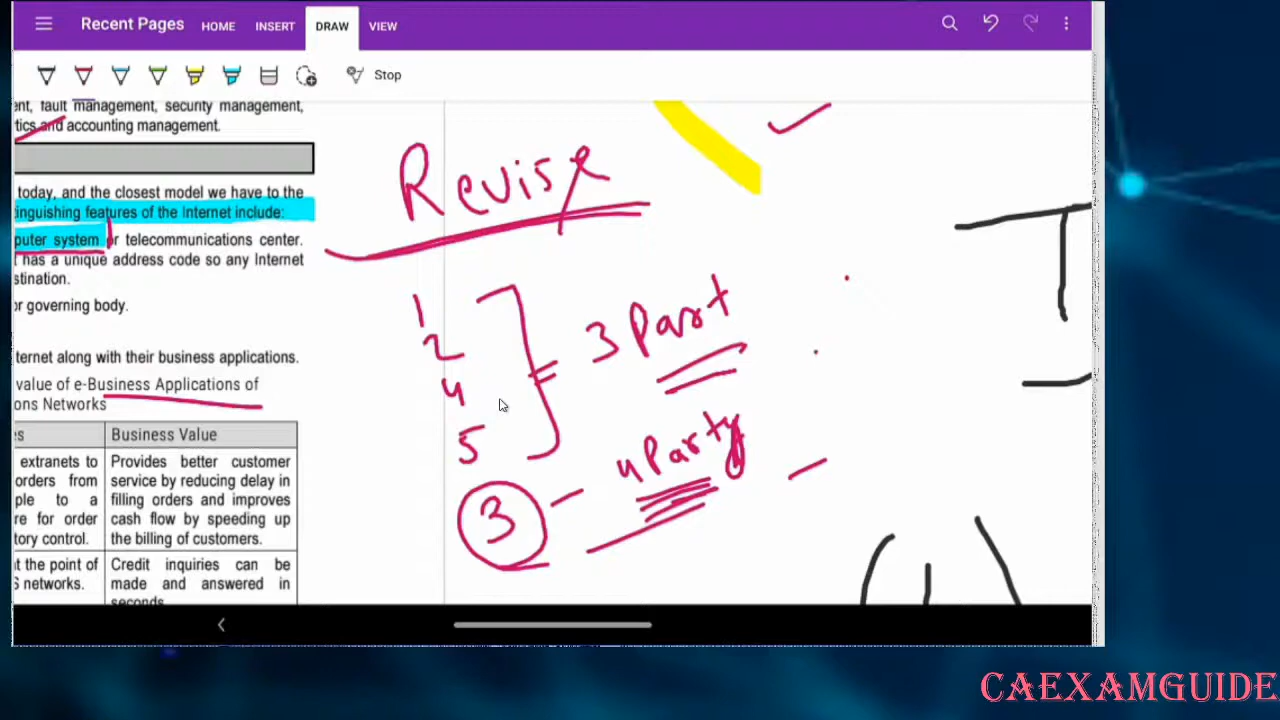 Recent Pages HOME INSERT DRAW VIEW
Stop
ent, fault management, security management,
tics and accounting management.
today, and the closest model we have to the
tinguishing features of the Internet include:
puter system or telecommunications center.
has a unique address code so any Internet
stination.
or governing body.
ternet along with their business applications.
value of e-Business Applications of
ons Networks
es Business Value
extranets to Provides better customer
orders from service by reducing delay in
ple to a filling orders and improves
re for order cash flow by speeding up
tory control. the billing of customers.
t the point of Credit inquiries can be
S networks. made and answered in
seconds.
Revise
1
2
4
5
3 Part
3 - 4 Party
CAEXAMGUIDE